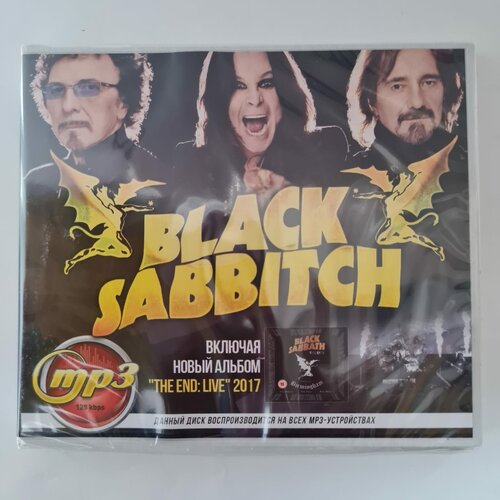 BLACK
SABBITCH
ВКЛЮЧАЯ
НОВЫЙ АЛЬБОМ
"THE END: LIVE" 2017
BLACK
SABBATH
mp3
128 kbps
ДАННЫЙ ДИСК ВОСПРОИЗВОДИТСЯ НА ВСЕХ MP3-УСТРОЙСТВАХ